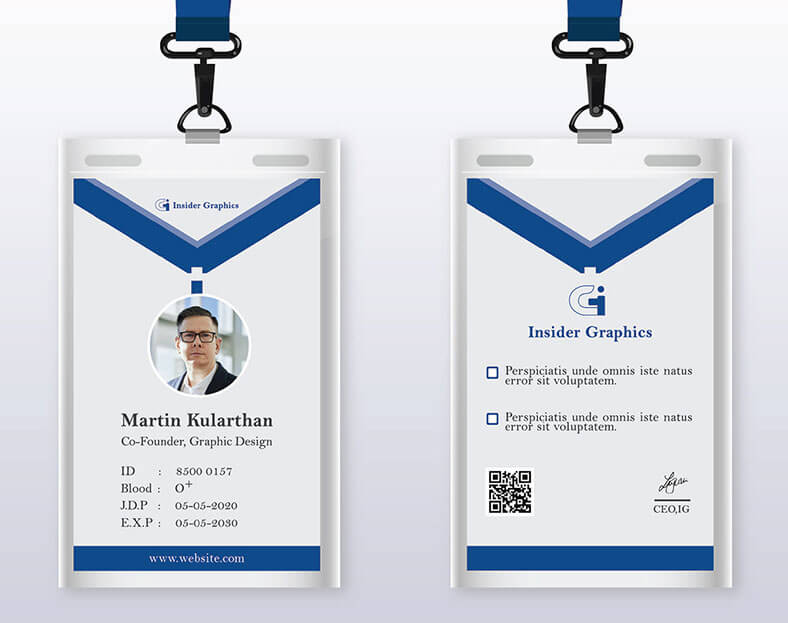 Insider Graphics
Martin Kularthan
Co-Founder, Graphic Design
ID : 8500 0157
Blood : O+
J.D.P : 05-05-2020
E.X.P : 05-05-2030
www.website.com
Insider Graphics
Perspiciatis unde omnis iste natus
error sit voluptatem.
Perspiciatis unde omnis iste natus
error sit voluptatem.
CEO,IG